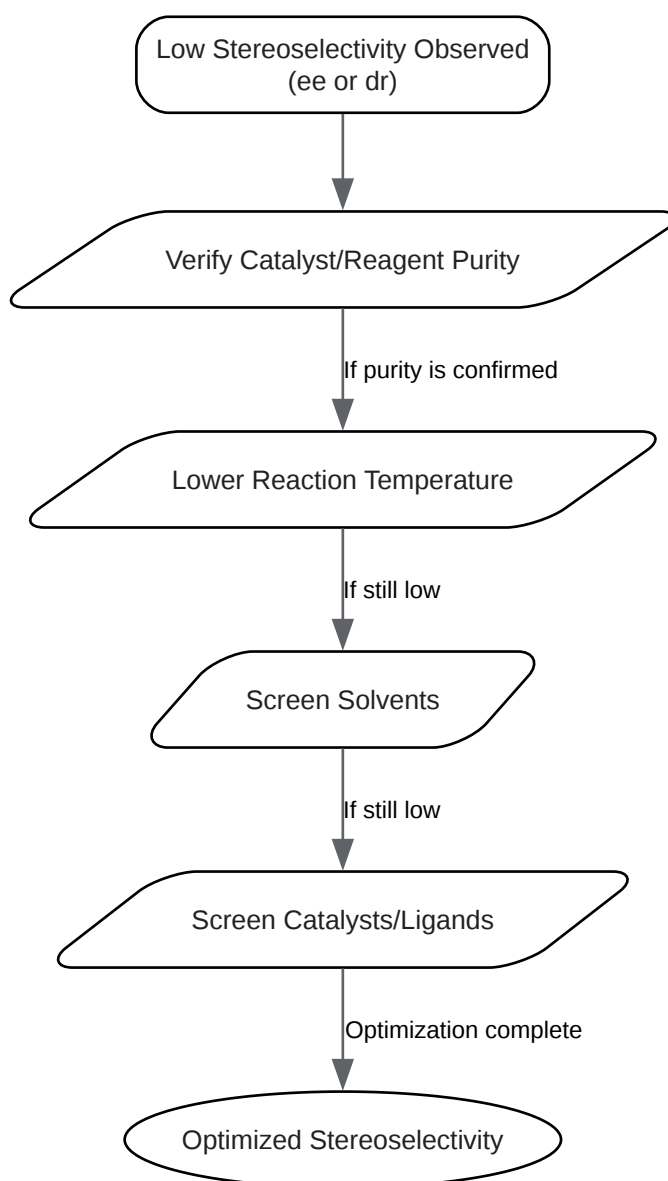 Low Stereoselectivity Observed
(ee or dr)
Verify Catalyst/Reagent Purity
If purity is confirmed
Lower Reaction Temperature
If still low
Screen Solvents
If still low
Screen Catalysts/Ligands
Optimization complete
Optimized Stereoselectivity